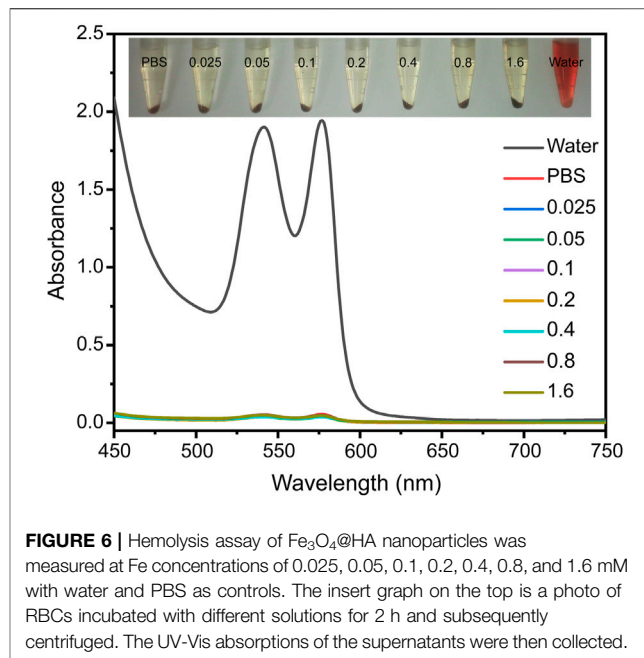 2.5
2.0
1.5
1.0
0.5
0.0
Absorbance
PBS 0.025 0.05 0.1 0.2 0.4 0.8 1.6 Water
Water
PBS
0.025
0.05
0.1
0.2
0.4
0.8
1.6
450 500 550 600 650 700 750
Wavelength (nm)
FIGURE 6 | Hemolysis assay of Fe₃O₄@HA nanoparticles was
measured at Fe concentrations of 0.025, 0.05, 0.1, 0.2, 0.4, 0.8, and 1.6 mM
with water and PBS as controls. The insert graph on the top is a photo of
RBCs incubated with different solutions for 2 h and subsequently
centrifuged. The UV-Vis absorptions of the supernatants were then collected.